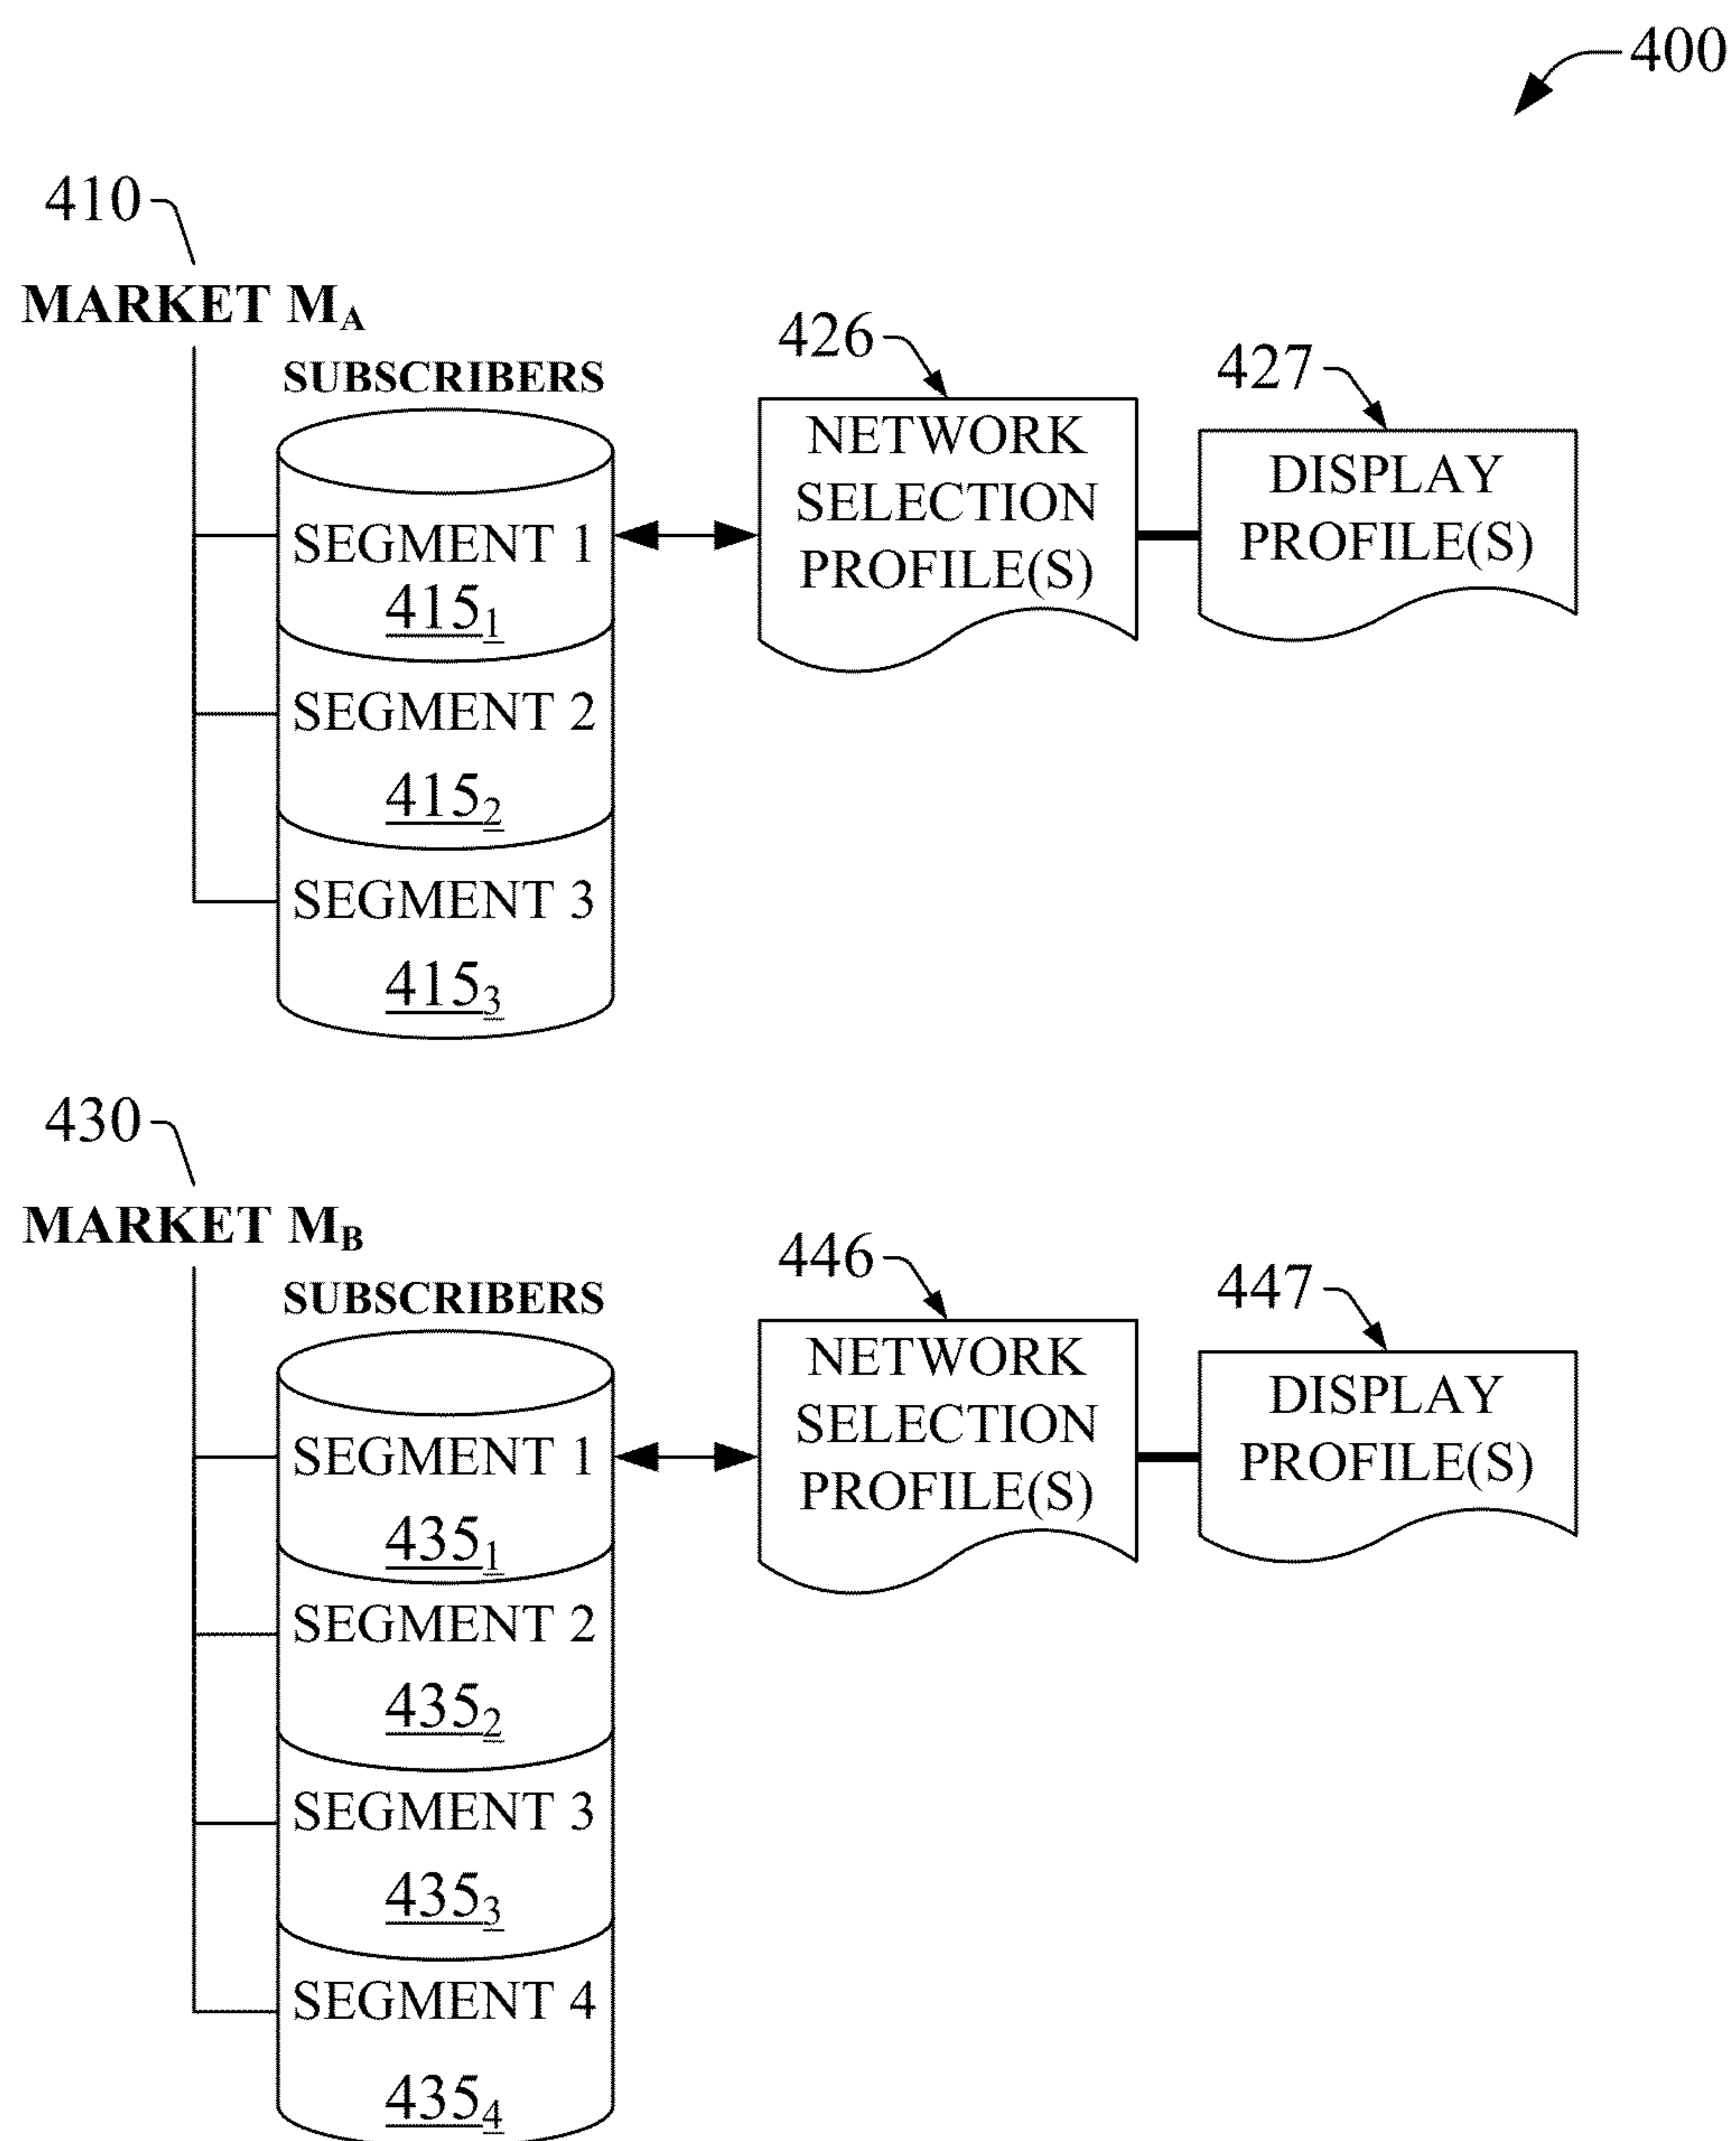 400
410
MARKET MA
SUBSCRIBERS
426
427
NETWORK
SELECTION
PROFILE(S)
DISPLAY
PROFILE(S)
SEGMENT 1
4151
SEGMENT 2
4152
SEGMENT 3
4153
430
MARKET MB
SUBSCRIBERS
446
447
NETWORK
SELECTION
PROFILE(S)
DISPLAY
PROFILE(S)
SEGMENT 1
4351
SEGMENT 2
4352
SEGMENT 3
4353
SEGMENT 4
4354